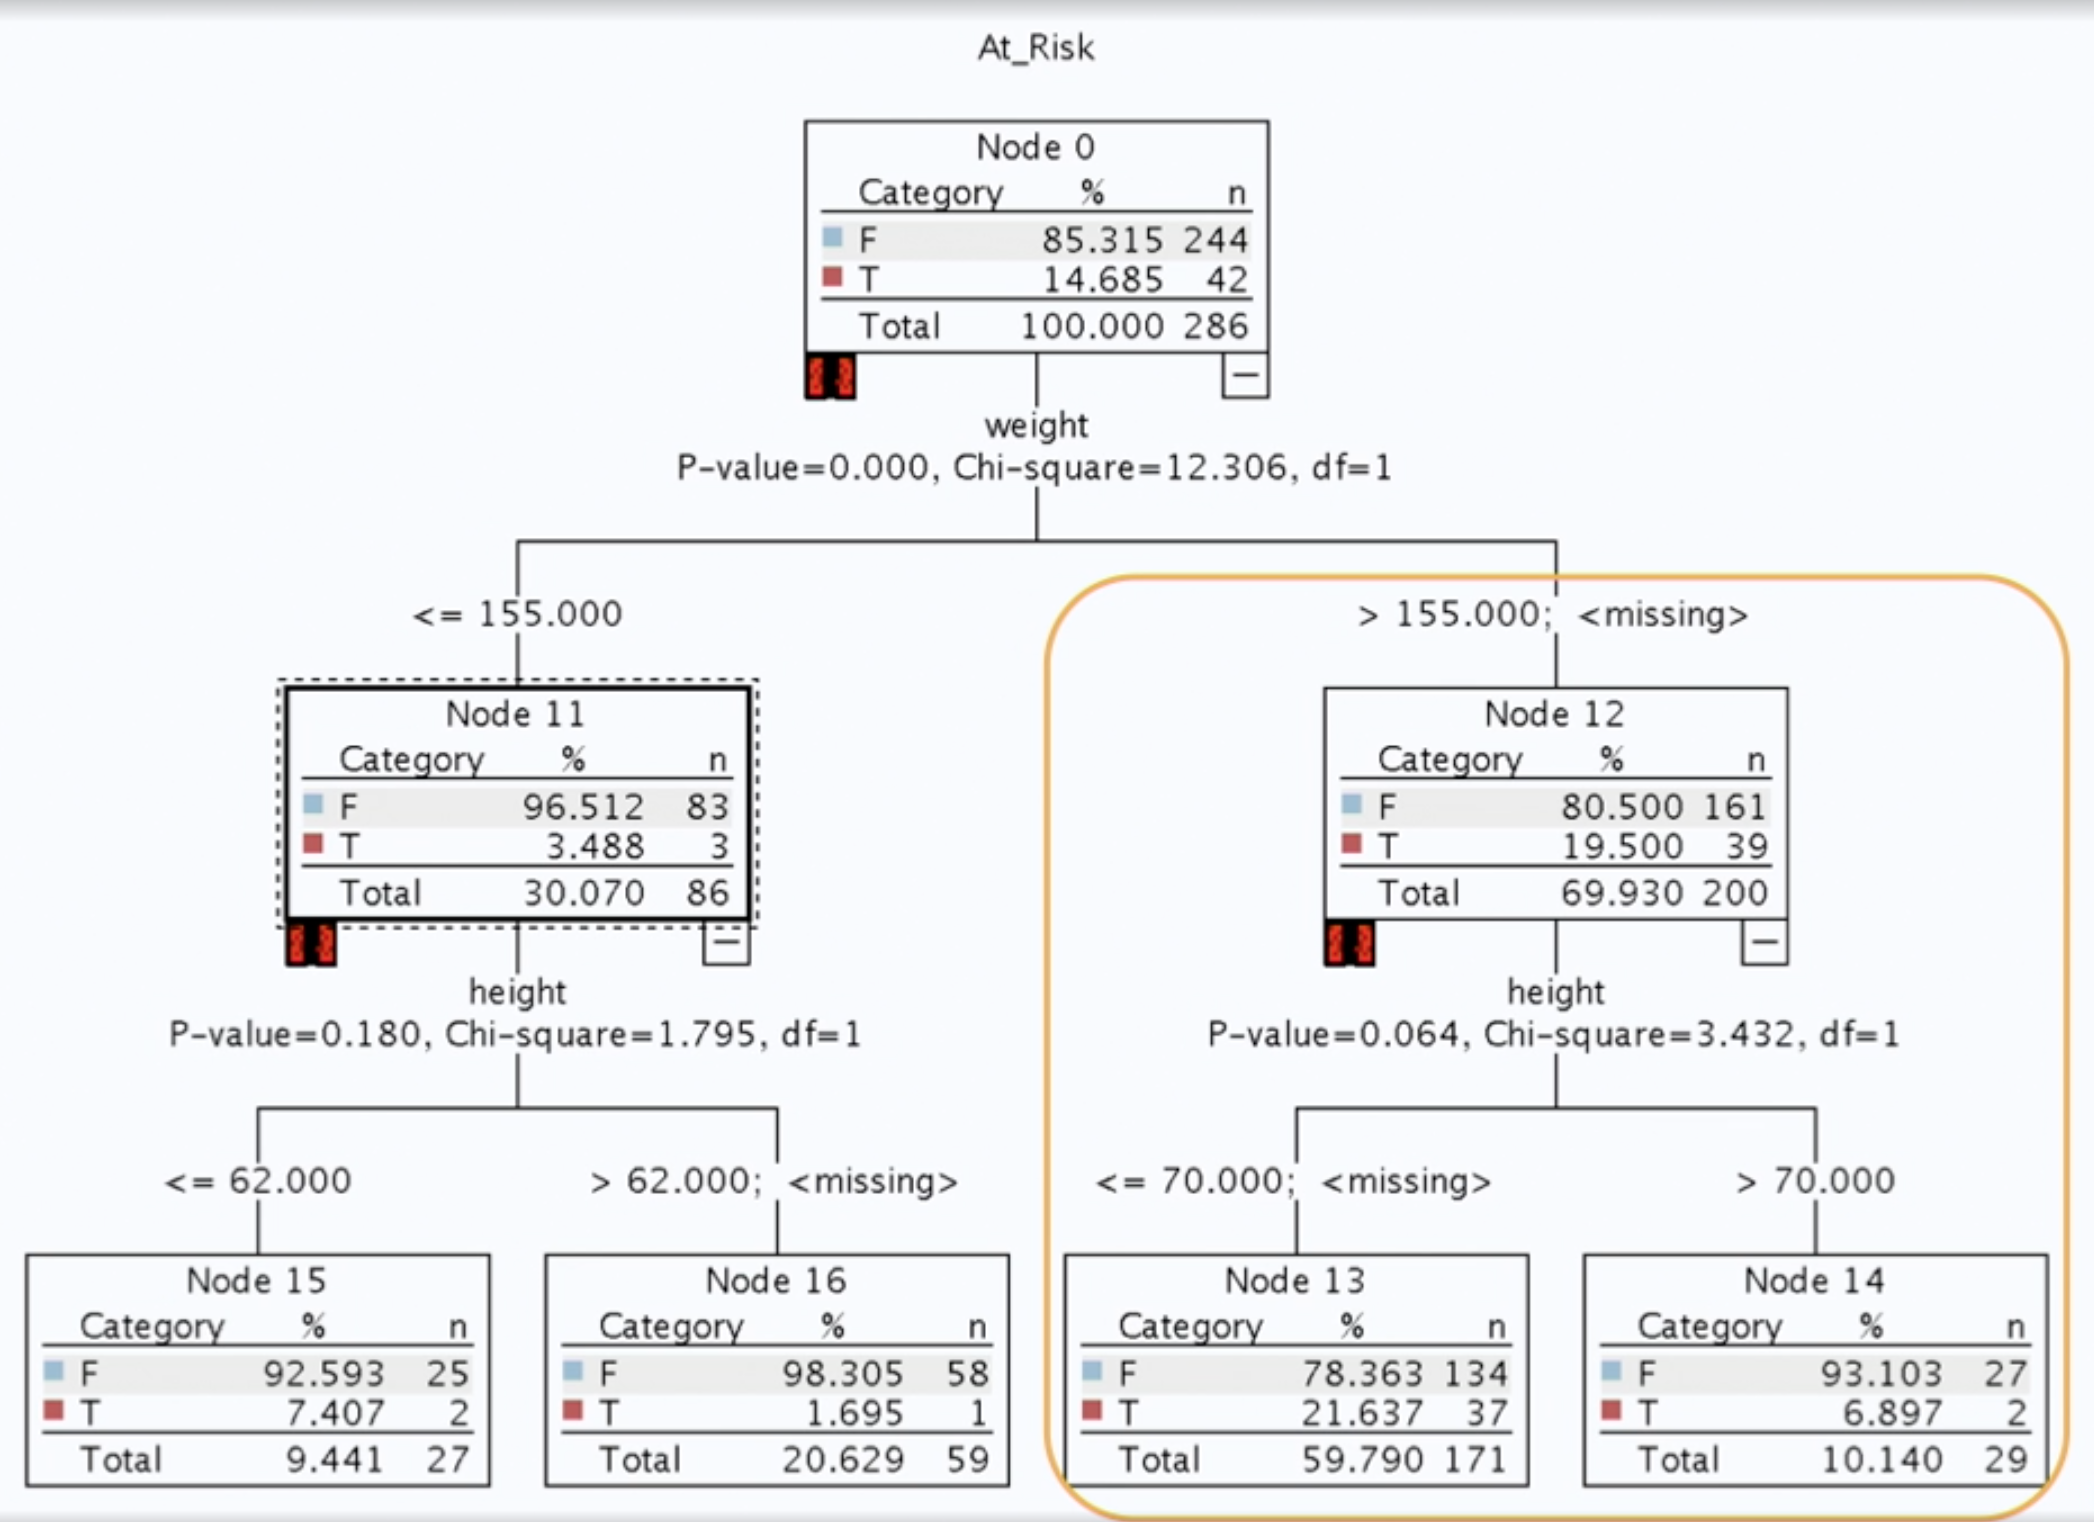 At_Risk
Node 0
Category % n
F 85.315 244
T 14.685 42
Total 100.000 286
weight
P-value=0.000, Chi-square=12.306, df=1
<= 155.000
> 155.000; <missing>
Node 11
Category % n
F 96.512 83
T 3.488 3
Total 30.070 86
Node 12
Category % n
F 80.500 161
T 19.500 39
Total 69.930 200
height
P-value=0.180, Chi-square=1.795, df=1
height
P-value=0.064, Chi-square=3.432, df=1
<= 62.000
> 62.000; <missing>
<= 70.000; <missing>
> 70.000
Node 15
Category % n
F 92.593 25
T 7.407 2
Total 9.441 27
Node 16
Category % n
F 98.305 58
T 1.695 1
Total 20.629 59
Node 13
Category % n
F 78.363 134
T 21.637 37
Total 59.790 171
Node 14
Category % n
F 93.103 27
T 6.897 2
Total 10.140 29